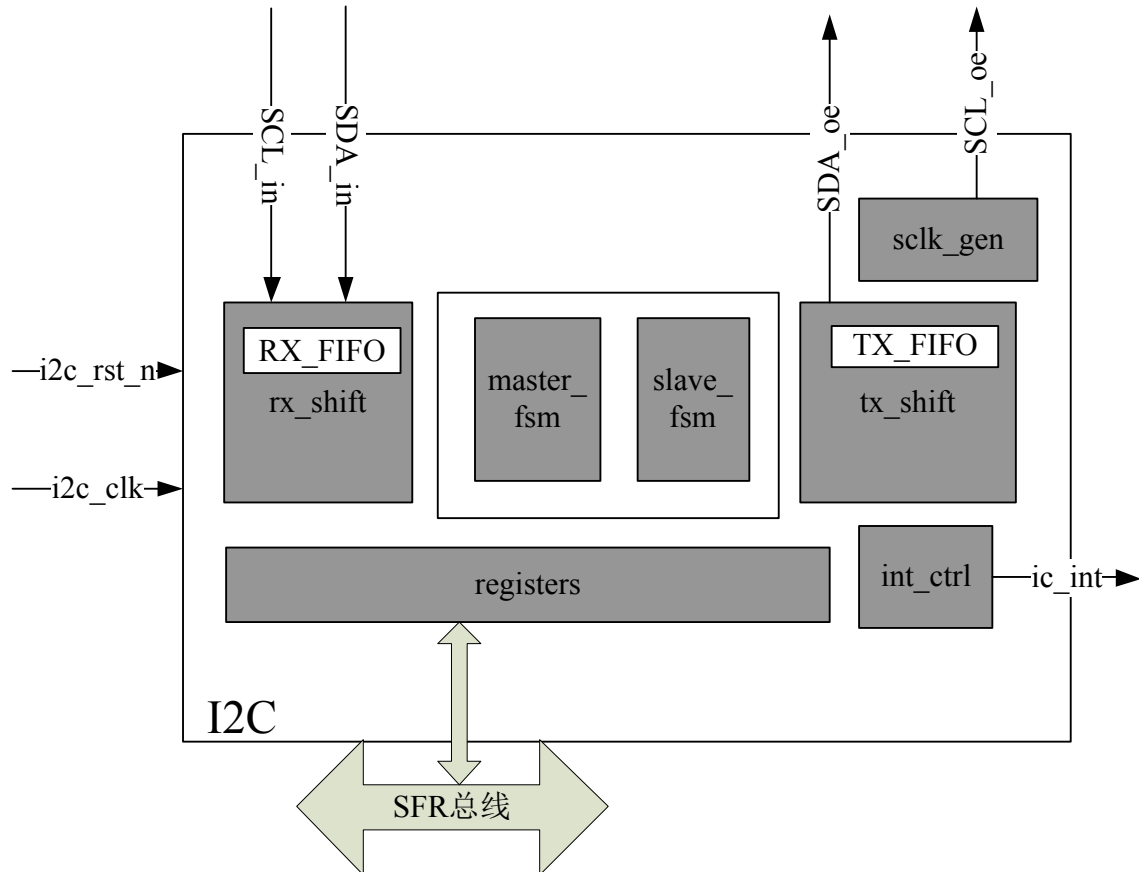 SCL_in
SDA_in
SDA_oe
SCL_oe
sclk_gen
RX_FIFO
rx_shift
master_
fsm
slave_
fsm
TX_FIFO
tx_shift
i2c_rst_n
i2c_clk
registers
int_ctrl
ic_int
I2C
SFR总线